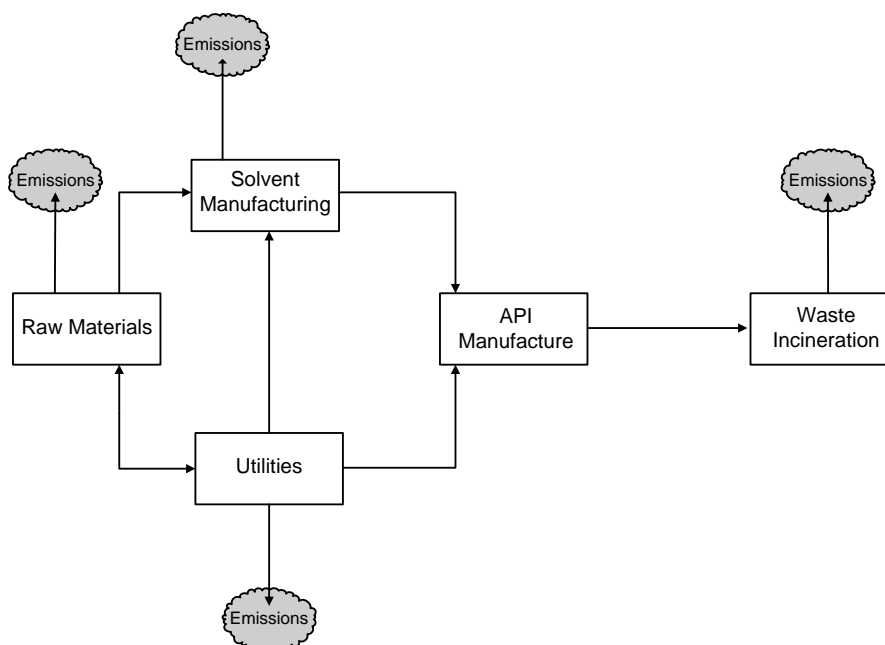 Emissions
Emissions
Emissions
Solvent
Manufacturing
Raw Materials
API
Manufacture
Waste
Incineration
Utilities
Emissions